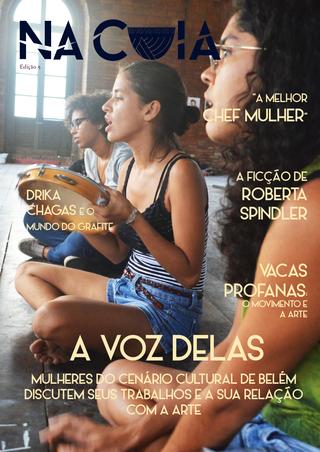 NA CUIA
Edição 5
"A MELHOR
CHEF MULHER"
A FICÇÃO DE
ROBERTA
SPINDLER
DRIKA
CHAGAS E O
MUNDO DO GRAFITE
VACAS
PROFANAS:
O MOVIMENTO E
A ARTE
A VOZ DELAS
MULHERES DO CENÁRIO CULTURAL DE BELÉM
DISCUTEM SEUS TRABALHOS E A SUA RELAÇÃO
COM A ARTE